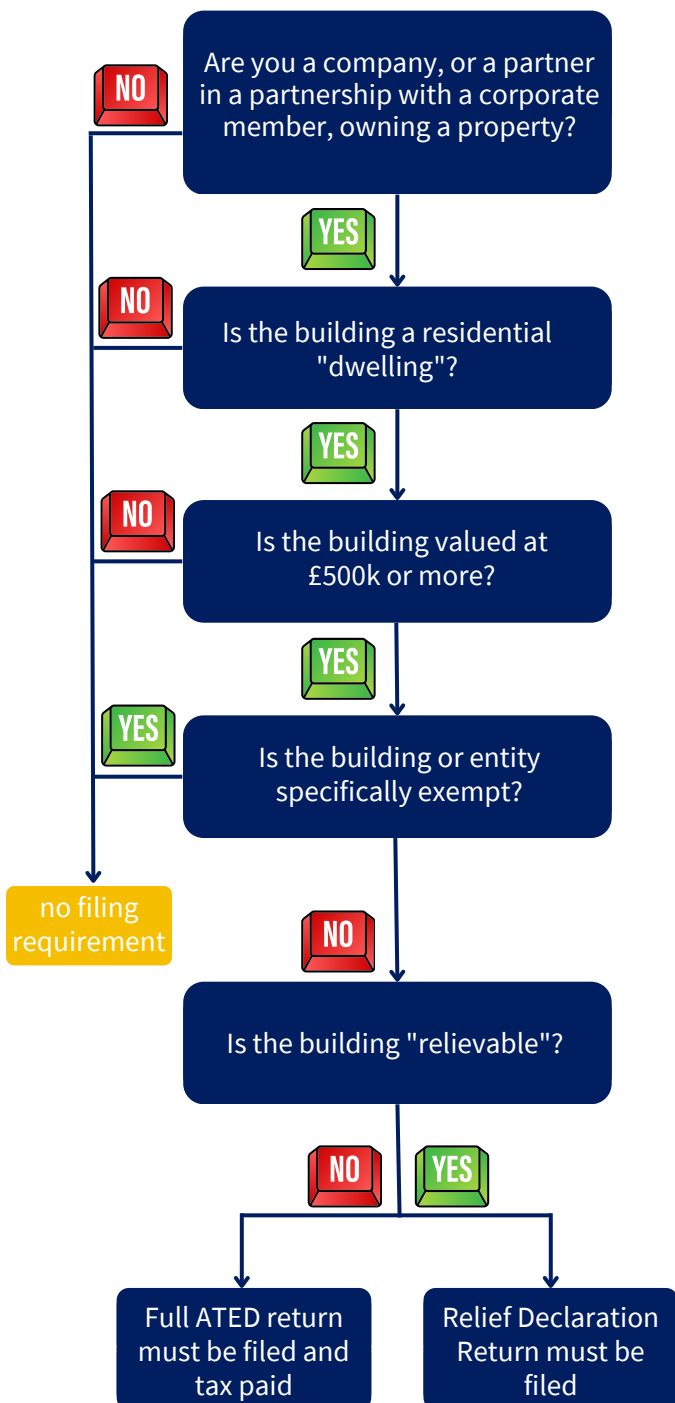 Are you a company, or a partner
in a partnership with a corporate
member, owning a property?
NO
YES
Is the building a residential
"dwelling"?
NO
YES
Is the building valued at
£500k or more?
NO
YES
Is the building or entity
specifically exempt?
YES
no filing
requirement
NO
Is the building "relievable"?
NO
YES
Full ATED return
must be filed and
tax paid
Relief Declaration
Return must be
filed